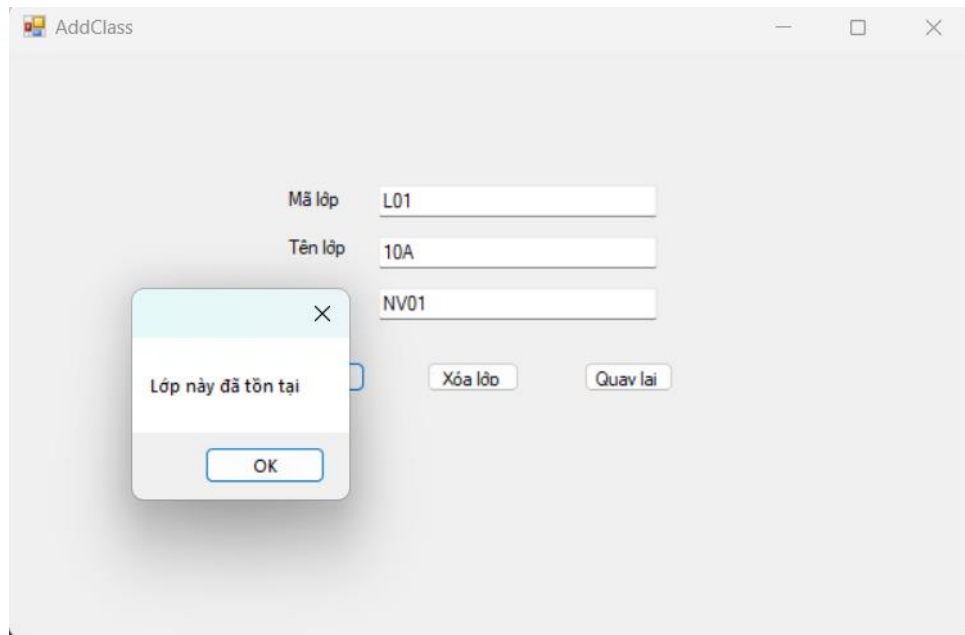 AddClass
Mã lớp L01
Tên lớp 10A
NV01
Lớp này đã tồn tại
OK
Xóa lớp
Quay lại